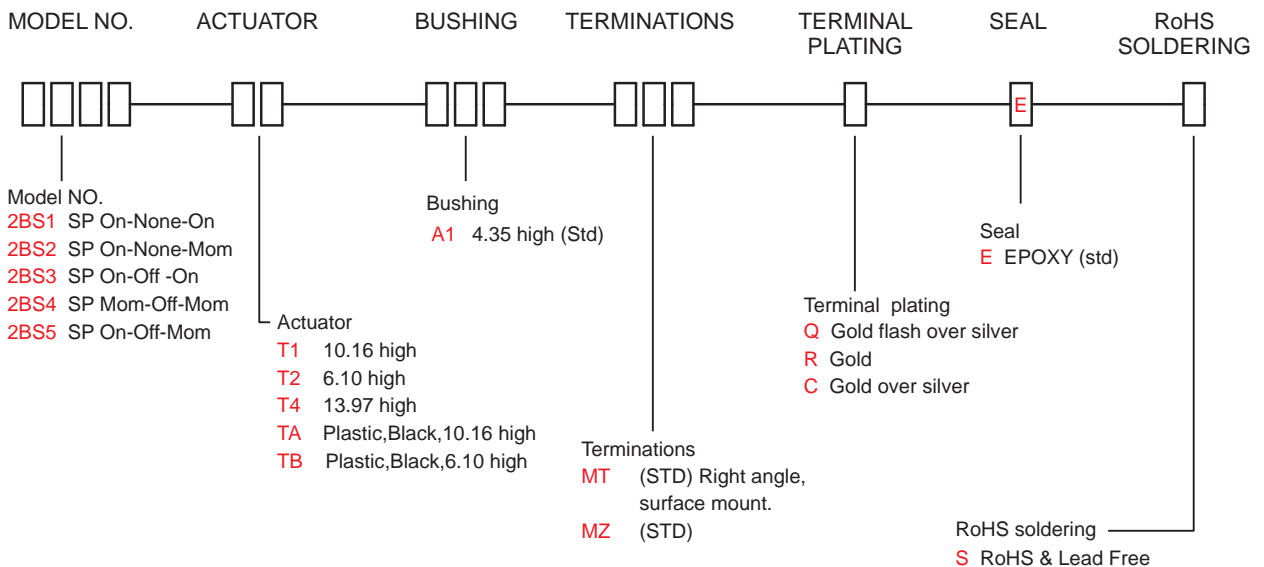 MODEL NO.
ACTUATOR
BUSHING
TERMINATIONS
TERMINAL
PLATING
SEAL
RoHS
SOLDERING
E
Model NO.
2BS1 SP On-None-On
2BS2 SP On-None-Mom
2BS3 SP On-Off -On
2BS4 SP Mom-Off-Mom
2BS5 SP On-Off-Mom
Actuator
T1 10.16 high
T2 6.10 high
T4 13.97 high
TA Plastic,Black,10.16 high
TB Plastic,Black,6.10 high
Bushing
A1 4.35 high (Std)
Terminations
MT (STD) Right angle,
surface mount.
MZ (STD)
Terminal plating
Q Gold flash over silver
R Gold
C Gold over silver
Seal
E EPOXY (std)
RoHS soldering
S RoHS & Lead Free